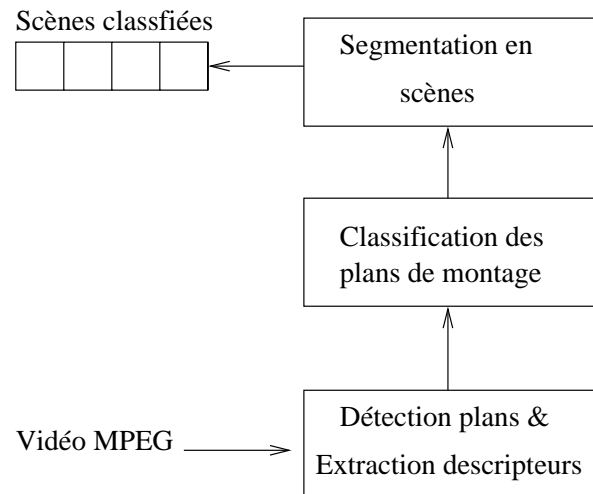 Scènes classfiées
Segmentation en
scènes
Classification des
plans de montage
Détection plans &
Extraction descripteurs
Vidéo MPEG